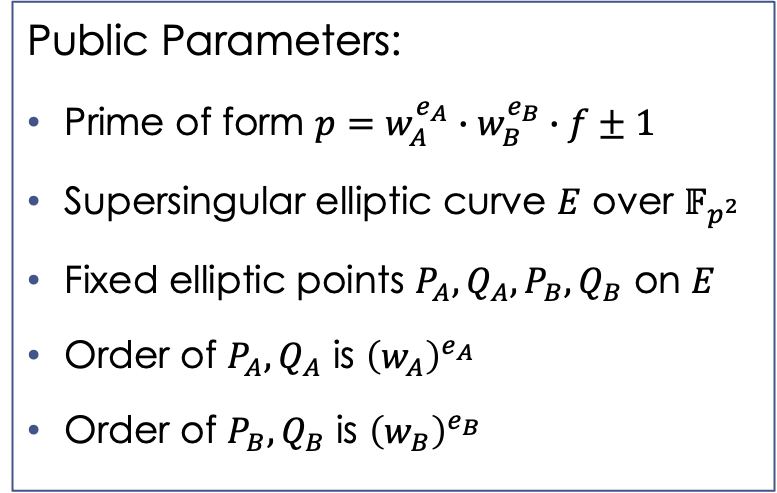 Public Parameters:
• Prime of form $p = w_A^{e_A} \cdot w_B^{e_B} \cdot f \pm 1$
• Supersingular elliptic curve $E$ over $\mathbb{F}_{p^2}$
• Fixed elliptic points $P_A, Q_A, P_B, Q_B$ on $E$
• Order of $P_A, Q_A$ is $(w_A)^{e_A}$
• Order of $P_B, Q_B$ is $(w_B)^{e_B}$